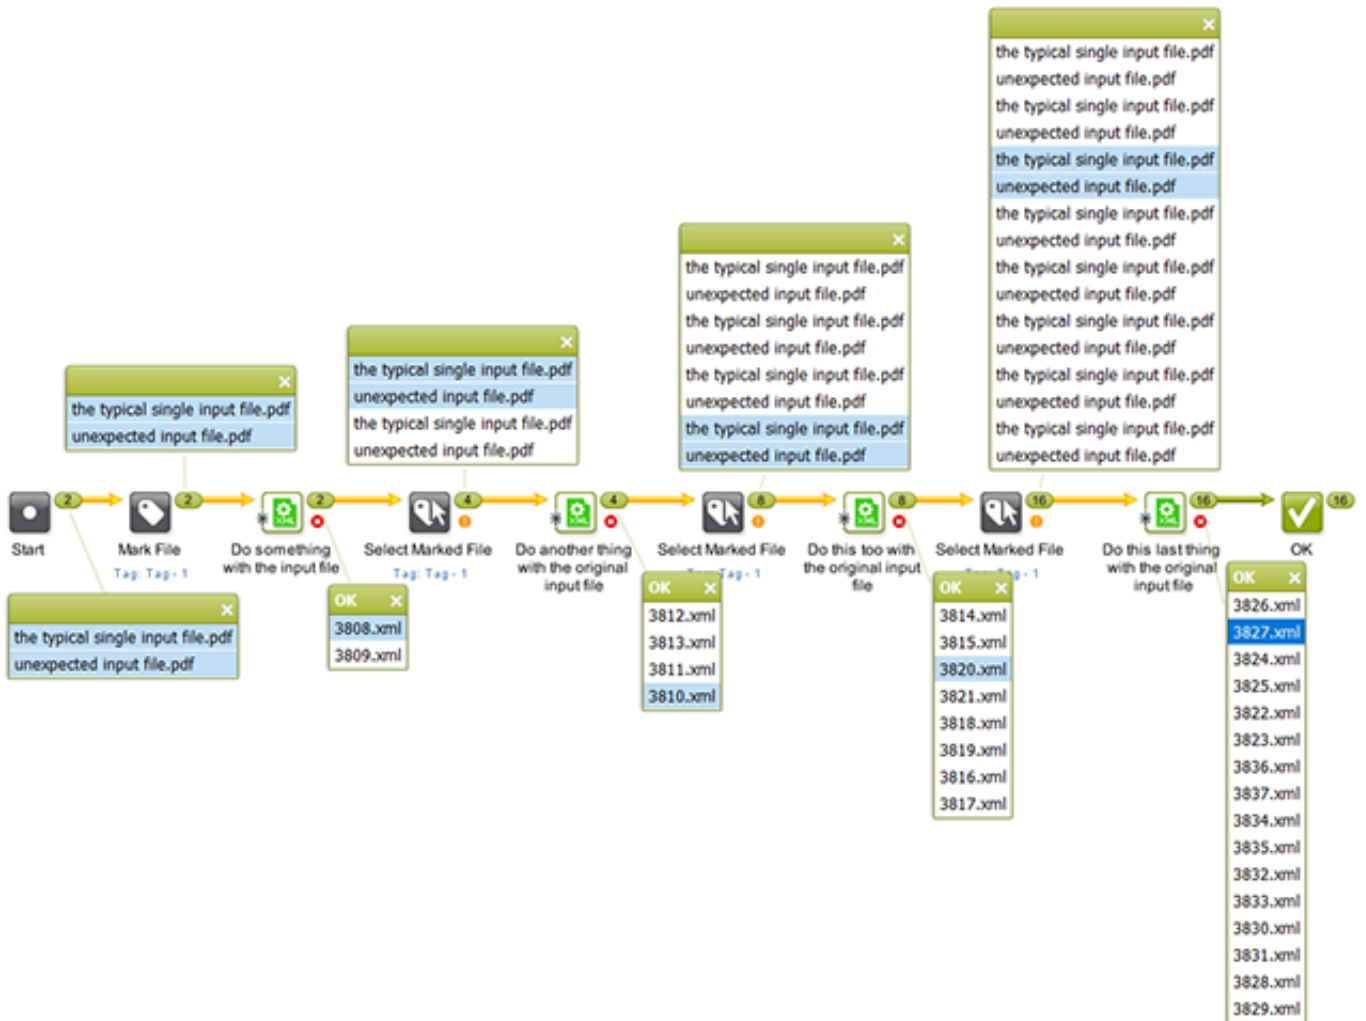 the typical single input file.pdf
unexpected input file.pdf
the typical single input file.pdf
unexpected input file.pdf
the typical single input file.pdf
unexpected input file.pdf
the typical single input file.pdf
unexpected input file.pdf
the typical single input file.pdf
unexpected input file.pdf
the typical single input file.pdf
unexpected input file.pdf
the typical single input file.pdf
unexpected input file.pdf
the typical single input file.pdf
unexpected input file.pdf
the typical single input file.pdf
unexpected input file.pdf
the typical single input file.pdf
unexpected input file.pdf
the typical single input file.pdf
unexpected input file.pdf
the typical single input file.pdf
unexpected input file.pdf
the typical single input file.pdf
unexpected input file.pdf
the typical single input file.pdf
unexpected input file.pdf
the typical single input file.pdf
unexpected input file.pdf
2 2 2 4 4 8 8 16 16 16
Start
Mark File
Tag: Tag - 1
Do something
with the input file
Select Marked File
Tag: Tag - 1
Do another thing
with the original
input file
Select Marked File
Tag - 1
Do this too with
the original input
file
Select Marked File
Tag - 1
Do this last thing
with the original
input file
OK
the typical single input file.pdf
unexpected input file.pdf
OK
3808.xml
3809.xml
OK
3812.xml
3813.xml
3811.xml
3810.xml
OK
3814.xml
3815.xml
3820.xml
3821.xml
3818.xml
3819.xml
3816.xml
3817.xml
OK
3826.xml
3827.xml
3824.xml
3825.xml
3822.xml
3823.xml
3836.xml
3837.xml
3834.xml
3835.xml
3832.xml
3833.xml
3830.xml
3831.xml
3828.xml
3829.xml